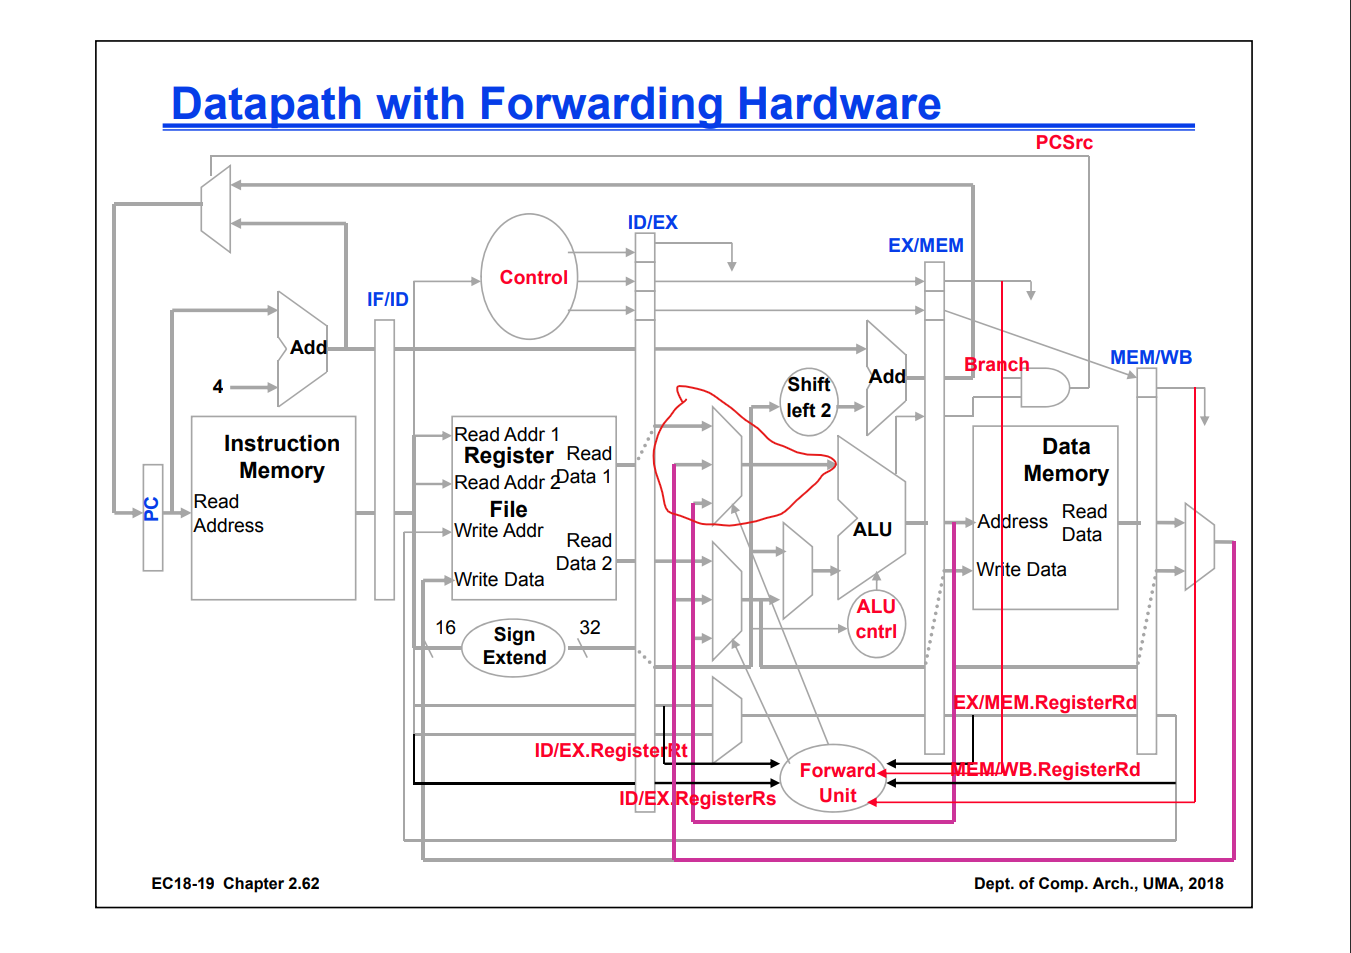 Datapath with Forwarding Hardware
PCSrc
ID/EX
EX/MEM
Control
IF/ID
Add
MEM/WB
Branch
4
Shift
left 2
Add
Instruction
Memory
Read
Address
PC
Read Addr 1
Register
Read Addr 2
File
Write Addr
Write Data
Read
Data 1
Read
Data 2
ALU
Data
Memory
Address
Read
Data
Write Data
16
Sign
Extend
32
ALU
cntrl
EX/MEM.RegisterRd
ID/EX.RegisterRt
Forward
Unit
MEM/WB.RegisterRd
ID/EX.RegisterRs
EC18-19 Chapter 2.62
Dept. of Comp. Arch., UMA, 2018